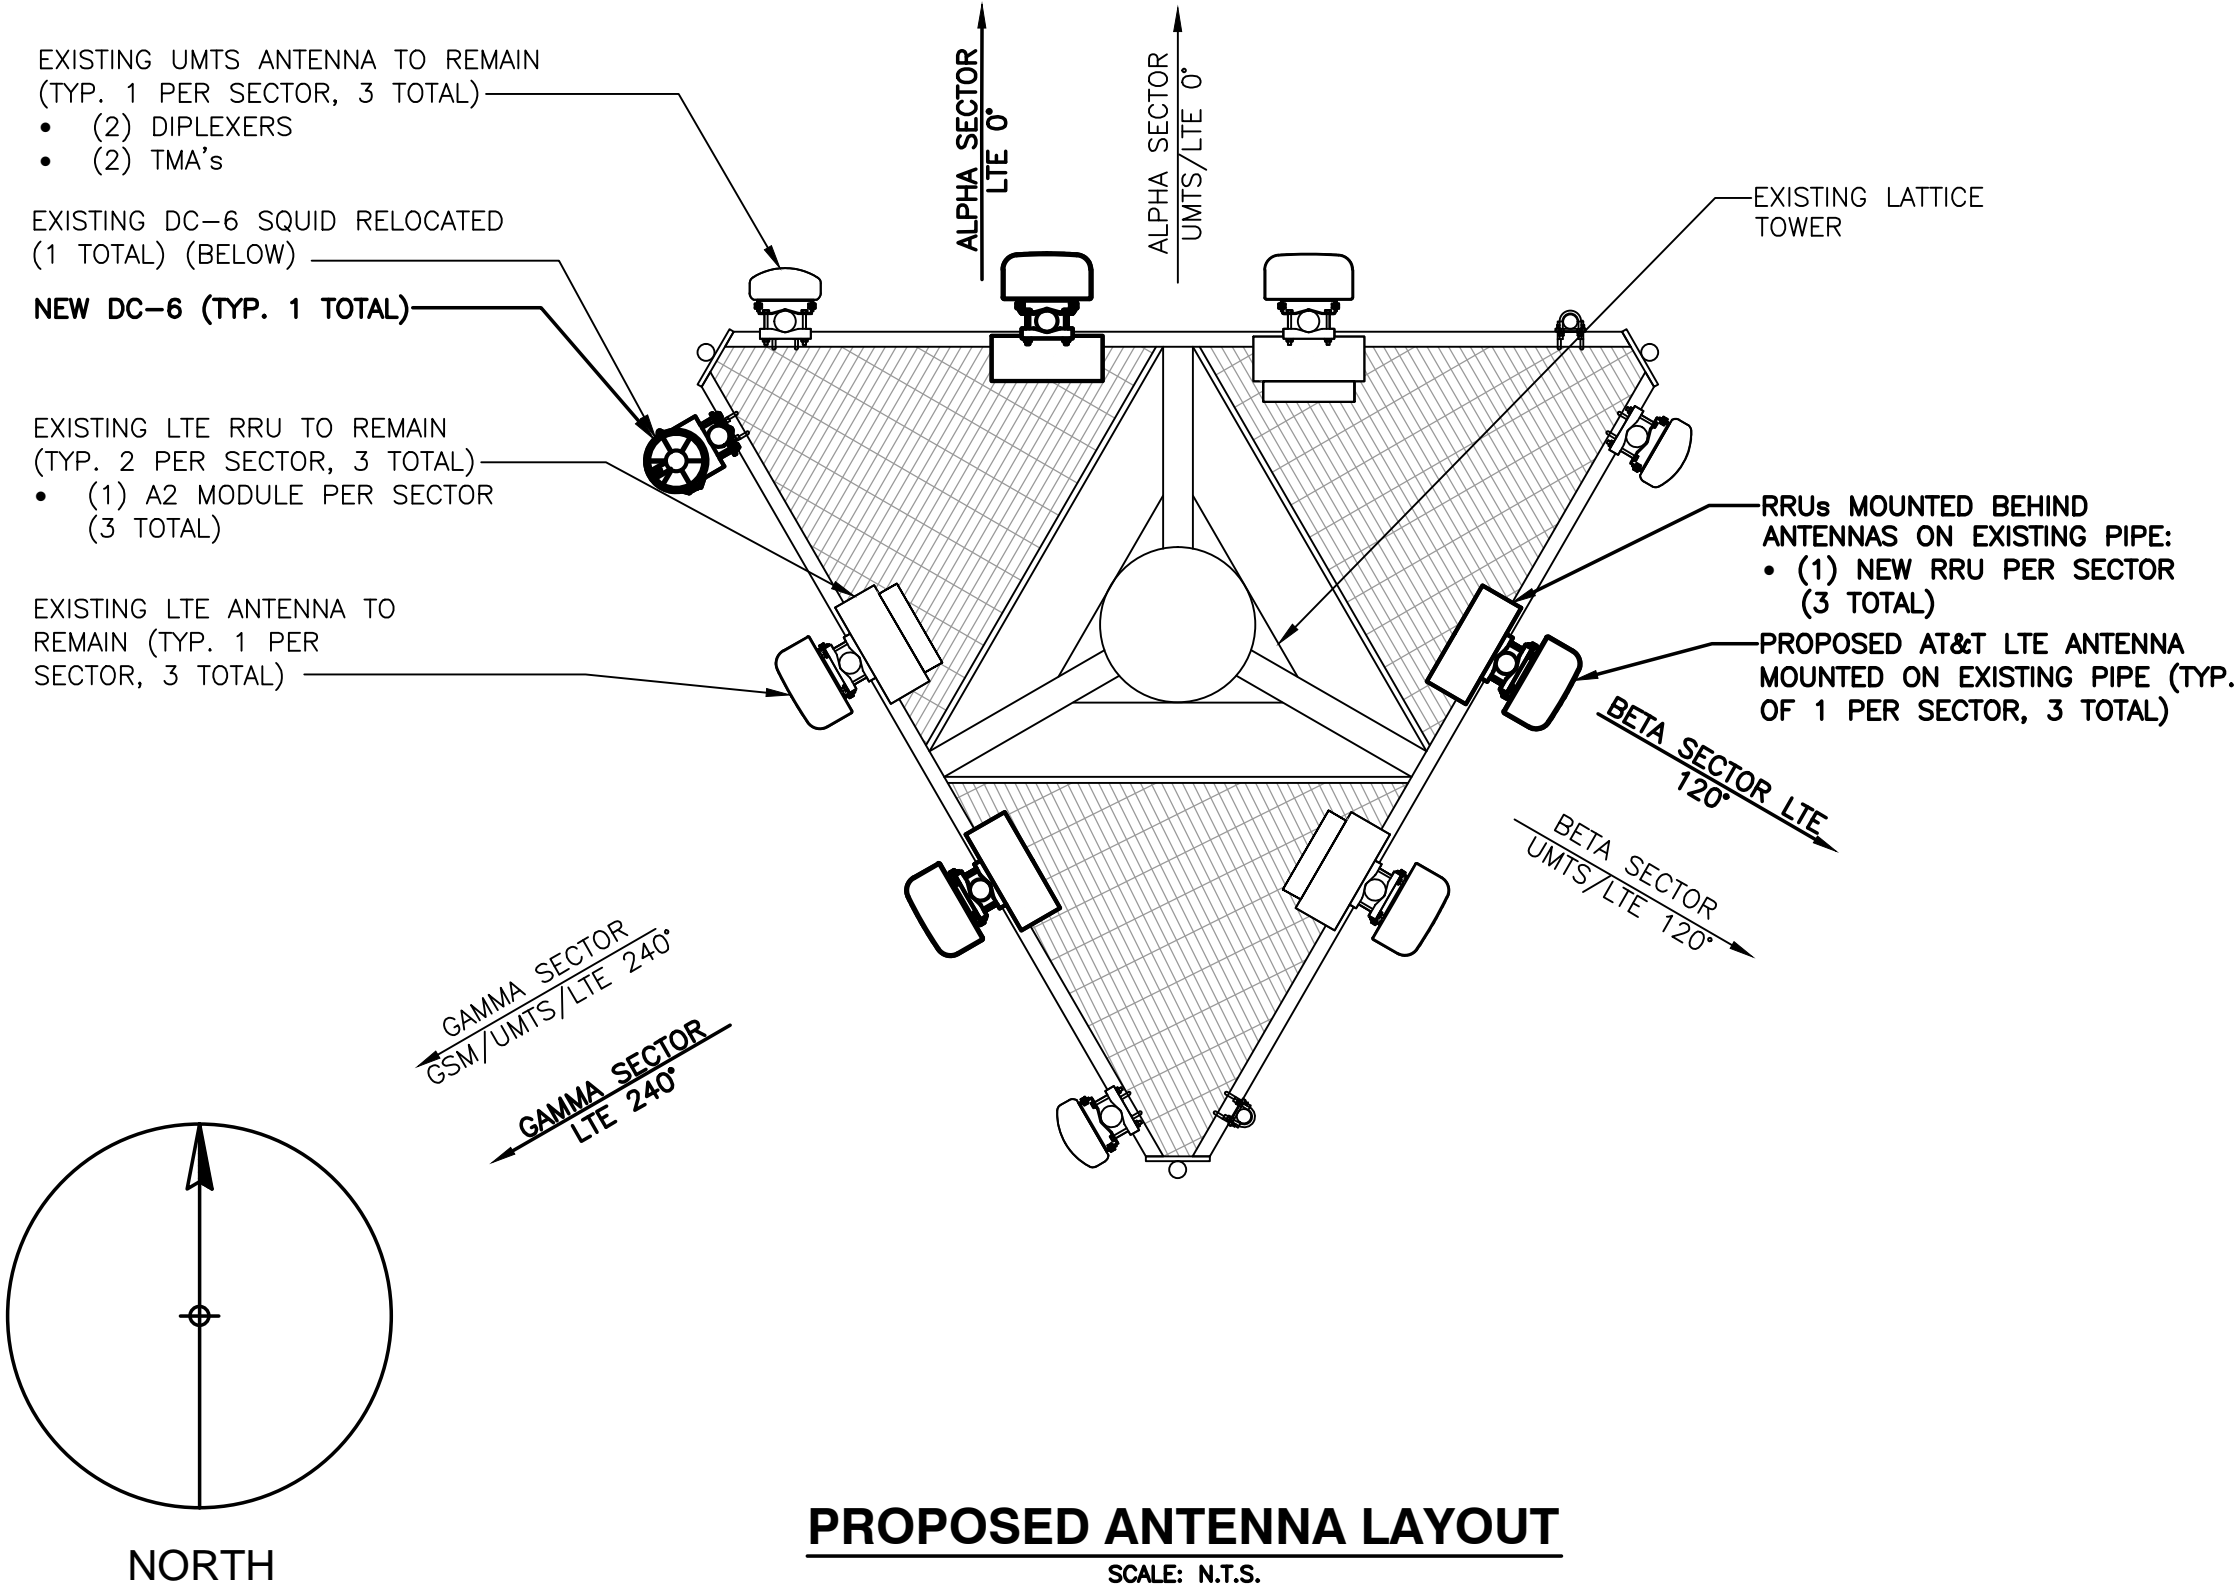 EXISTING UMTS ANTENNA TO REMAIN
(TYP. 1 PER SECTOR, 3 TOTAL)
• (2) DIPLEXERS
• (2) TMA's
EXISTING DC-6 SQUID RELOCATED
(1 TOTAL) (BELOW)
NEW DC-6 (TYP. 1 TOTAL)
EXISTING LTE RRU TO REMAIN
(TYP. 2 PER SECTOR, 3 TOTAL)
• (1) A2 MODULE PER SECTOR
(3 TOTAL)
EXISTING LTE ANTENNA TO
REMAIN (TYP. 1 PER
SECTOR, 3 TOTAL)
ALPHA SECTOR
LTE 0°
ALPHA SECTOR
UMTS/LTE 0°
EXISTING LATTICE
TOWER
RRUs MOUNTED BEHIND
ANTENNAS ON EXISTING PIPE:
• (1) NEW RRU PER SECTOR
(3 TOTAL)
PROPOSED AT&T LTE ANTENNA
MOUNTED ON EXISTING PIPE (TYP.
OF 1 PER SECTOR, 3 TOTAL)
BETA SECTOR LTE
120°
BETA SECTOR
UMTS/LTE 120°
GAMMA SECTOR
GSM/UMTS/LTE 240°
GAMMA SECTOR
LTE 240°
NORTH
PROPOSED ANTENNA LAYOUT
SCALE: N.T.S.